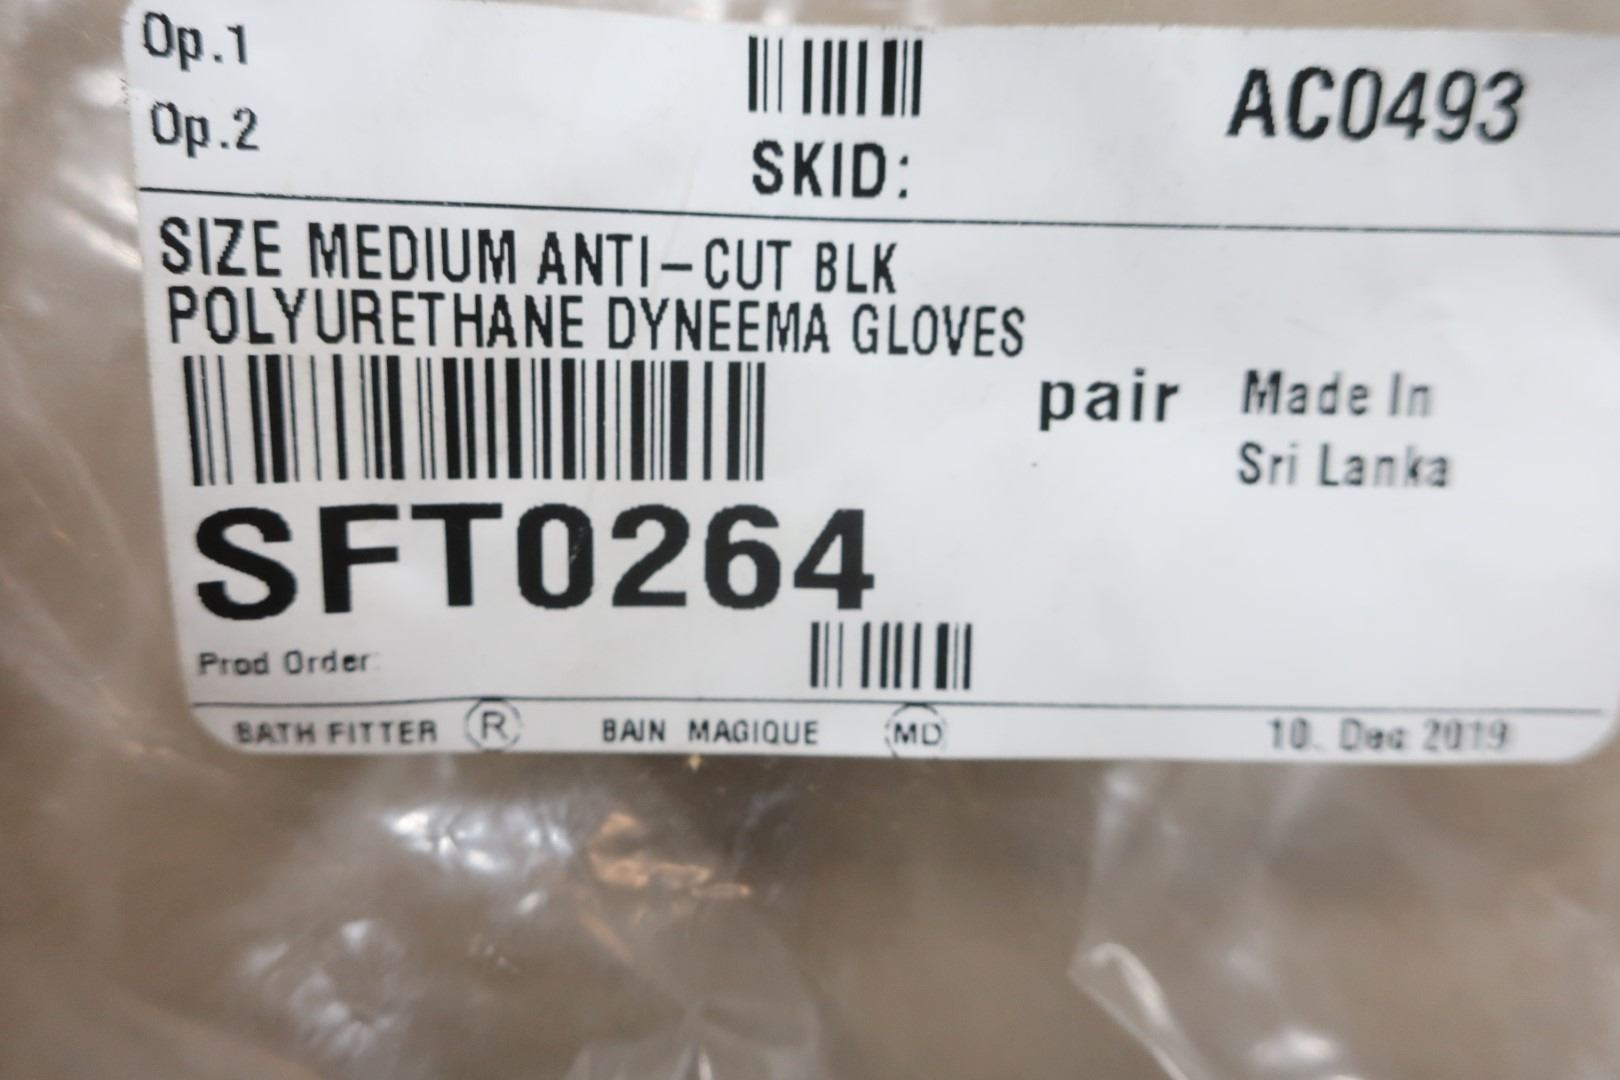 Op.1
Op.2
SKID:
AC0493
SIZE MEDIUM ANTI-CUT BLK
POLYURETHANE DYNEEMA GLOVES
pair
Made In
Sri Lanka
SFT0264
Prod Order:
BATH FITTER ® BAIN MAGIQUE MD 10. Dec 2019